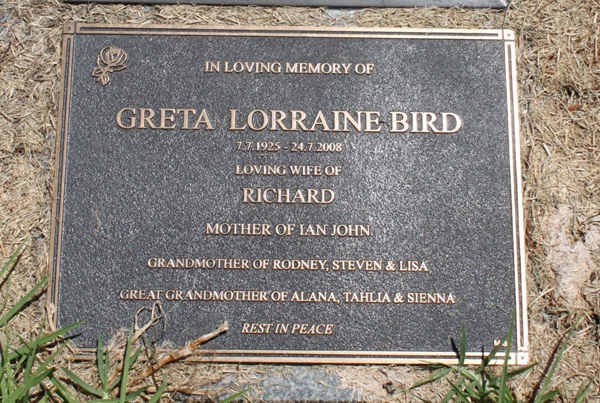 IN LOVING MEMORY OF
GRETA LORRAINE BIRD
7.7.1925 - 24.7.2008
LOVING WIFE OF
RICHARD
MOTHER OF IAN JOHN
GRANDMOTHER OF RODNEY, STEVEN & LISA
GREAT GRANDMOTHER OF ALANA, TAHLIA & SIENNA
REST IN PEACE